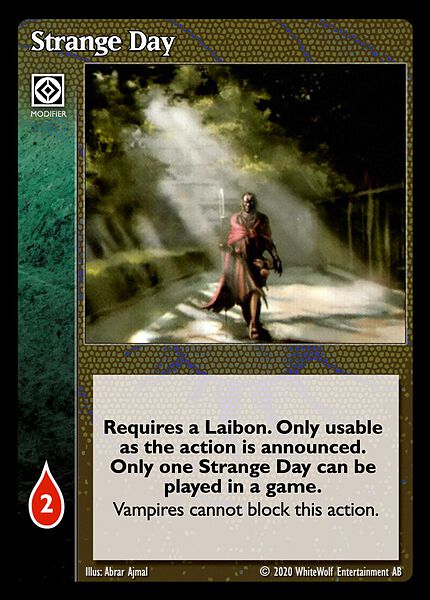 Strange Day
MODIFIER
Requires a Laibon. Only usable
as the action is announced.
Only one Strange Day can be
played in a game.
Vampires cannot block this action.
2
Illus: Abrar Ajmal
© 2020 WhiteWolf Entertainment AB